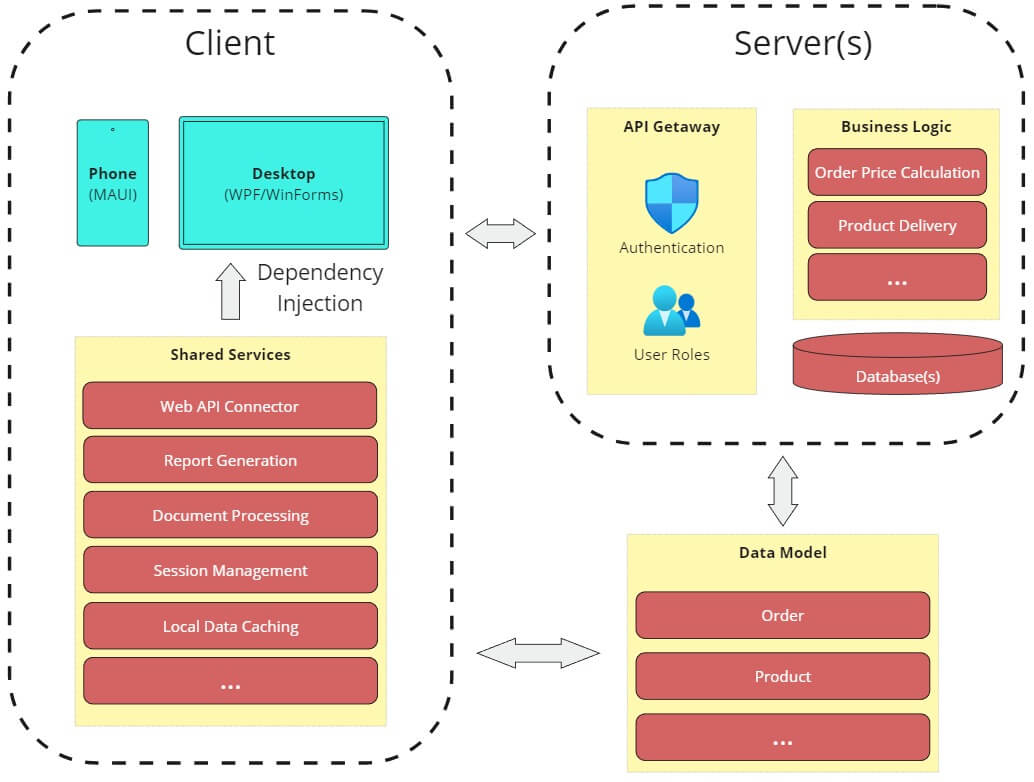 Client
Phone
(MAUI)
Desktop
(WPF/WinForms)
Dependency
Injection
Shared Services
Web API Connector
Report Generation
Document Processing
Session Management
Local Data Caching
...
Server(s)
API Getaway
Authentication
User Roles
Business Logic
Order Price Calculation
Product Delivery
...
Database(s)
Data Model
Order
Product
...